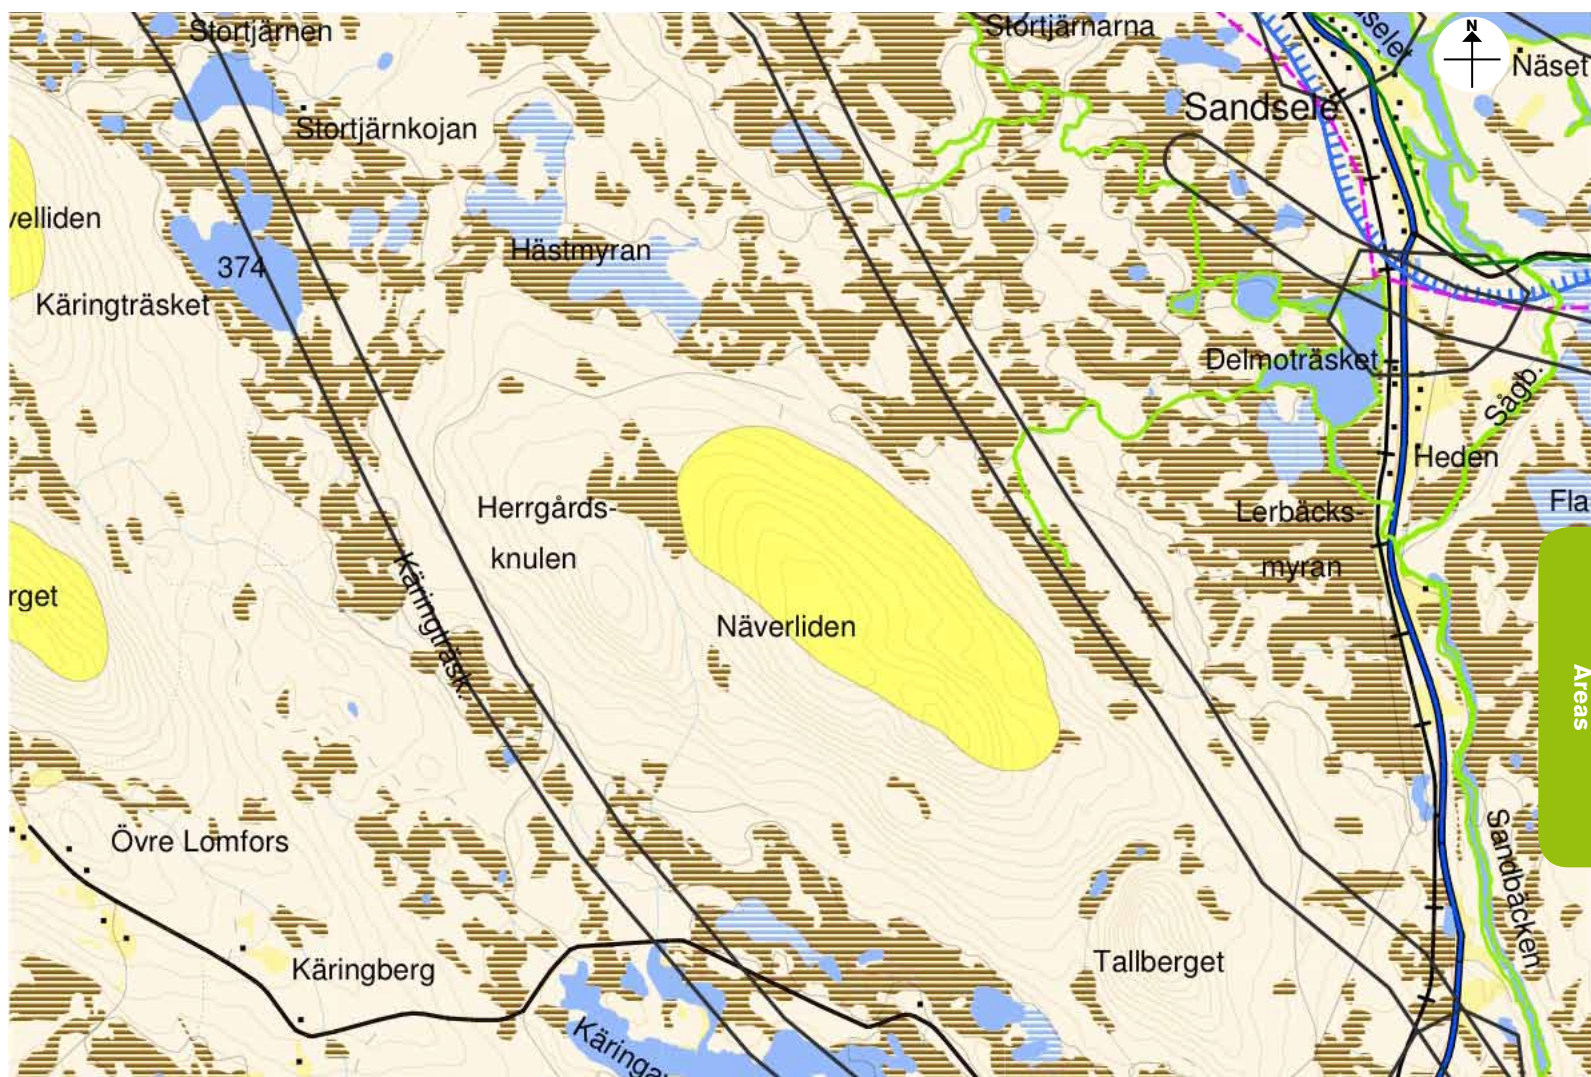 Stortjärnen
Stortjärnarna
N
Näset
Sandsele
Stortjärnkojan
velliden
Hästmyran
374
Käringträsket
Delmoträsket
Sågb.
Heden
Herrgårds-
knulen
Lerbäcks-
myran
Fla
rget
Käringträsk.
Näverliden
Areas
Övre Lomfors
Sandbäcken
Käringberg
Tallberget